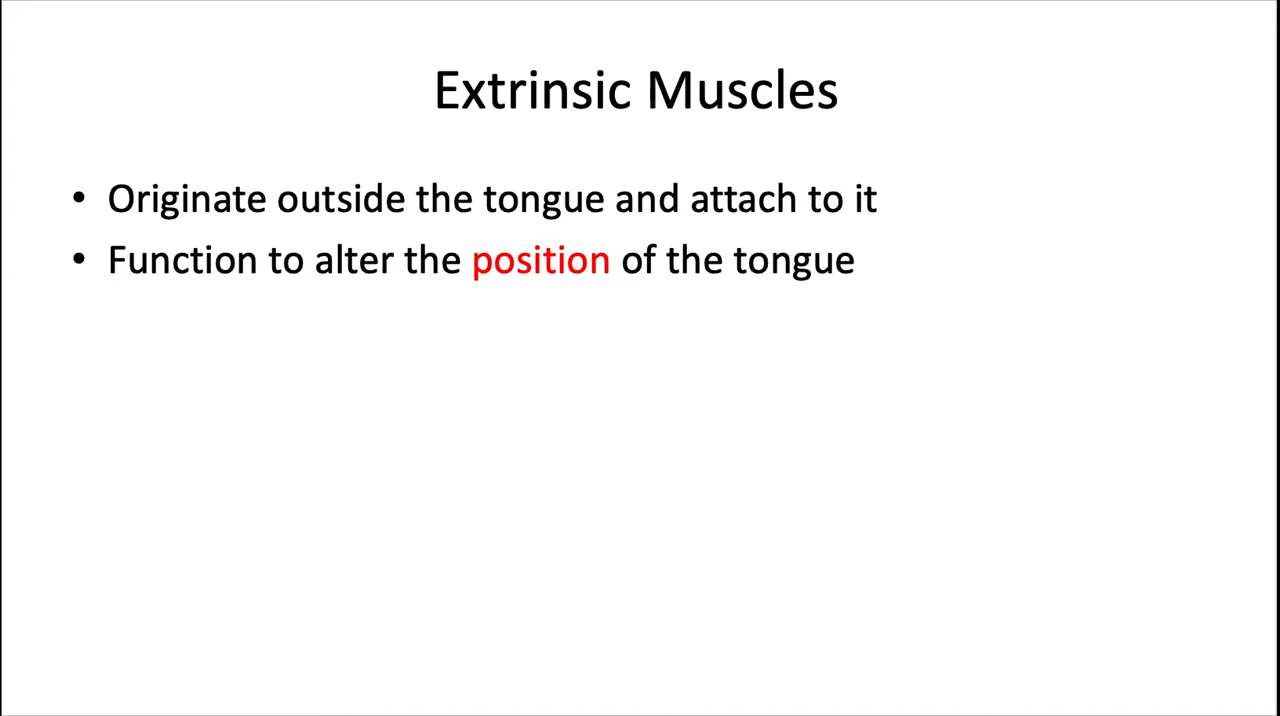 Extrinsic Muscles
• Originate outside the tongue and attach to it
• Function to alter the position of the tongue